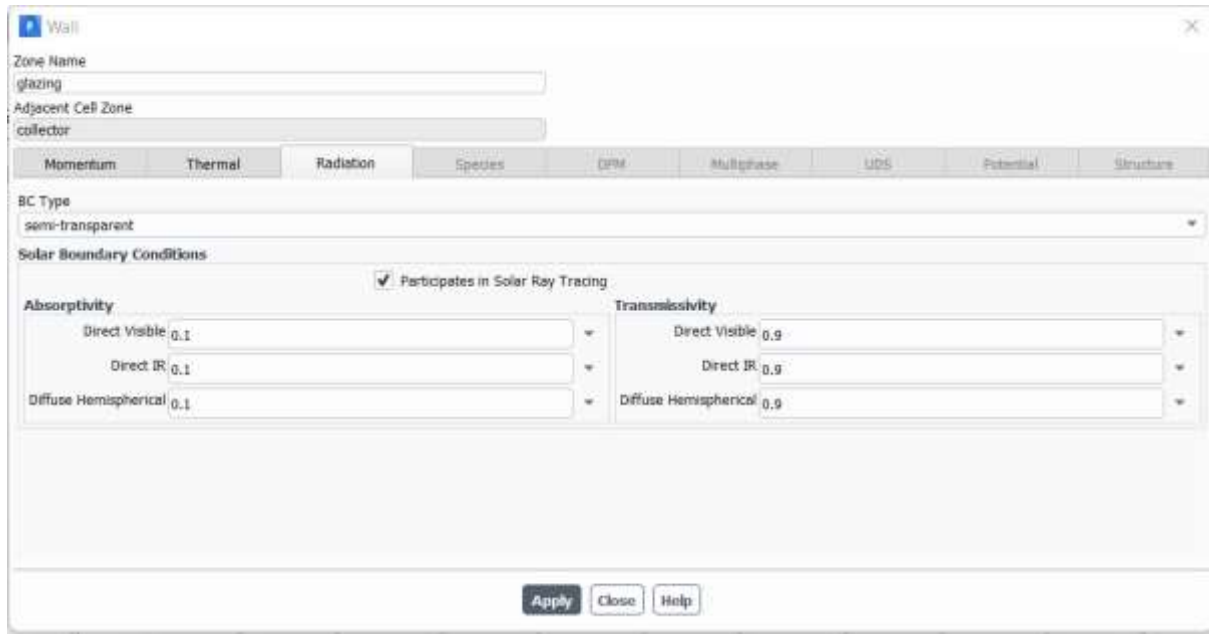 Wall
Zone Name
glazing
Adjacent Cell Zone
collector
Momentum Thermal Radiation Species DPM Multiphase UDS Potential Structure
BC Type
semi-transparent
Solar Boundary Conditions
Participates in Solar Ray Tracing
Absorptivity Transmissivity
Direct Visible 0.1 Direct Visible 0.9
Direct IR 0.1 Direct IR 0.9
Diffuse Hemispherical 0.1 Diffuse Hemispherical 0.9
Apply Close Help